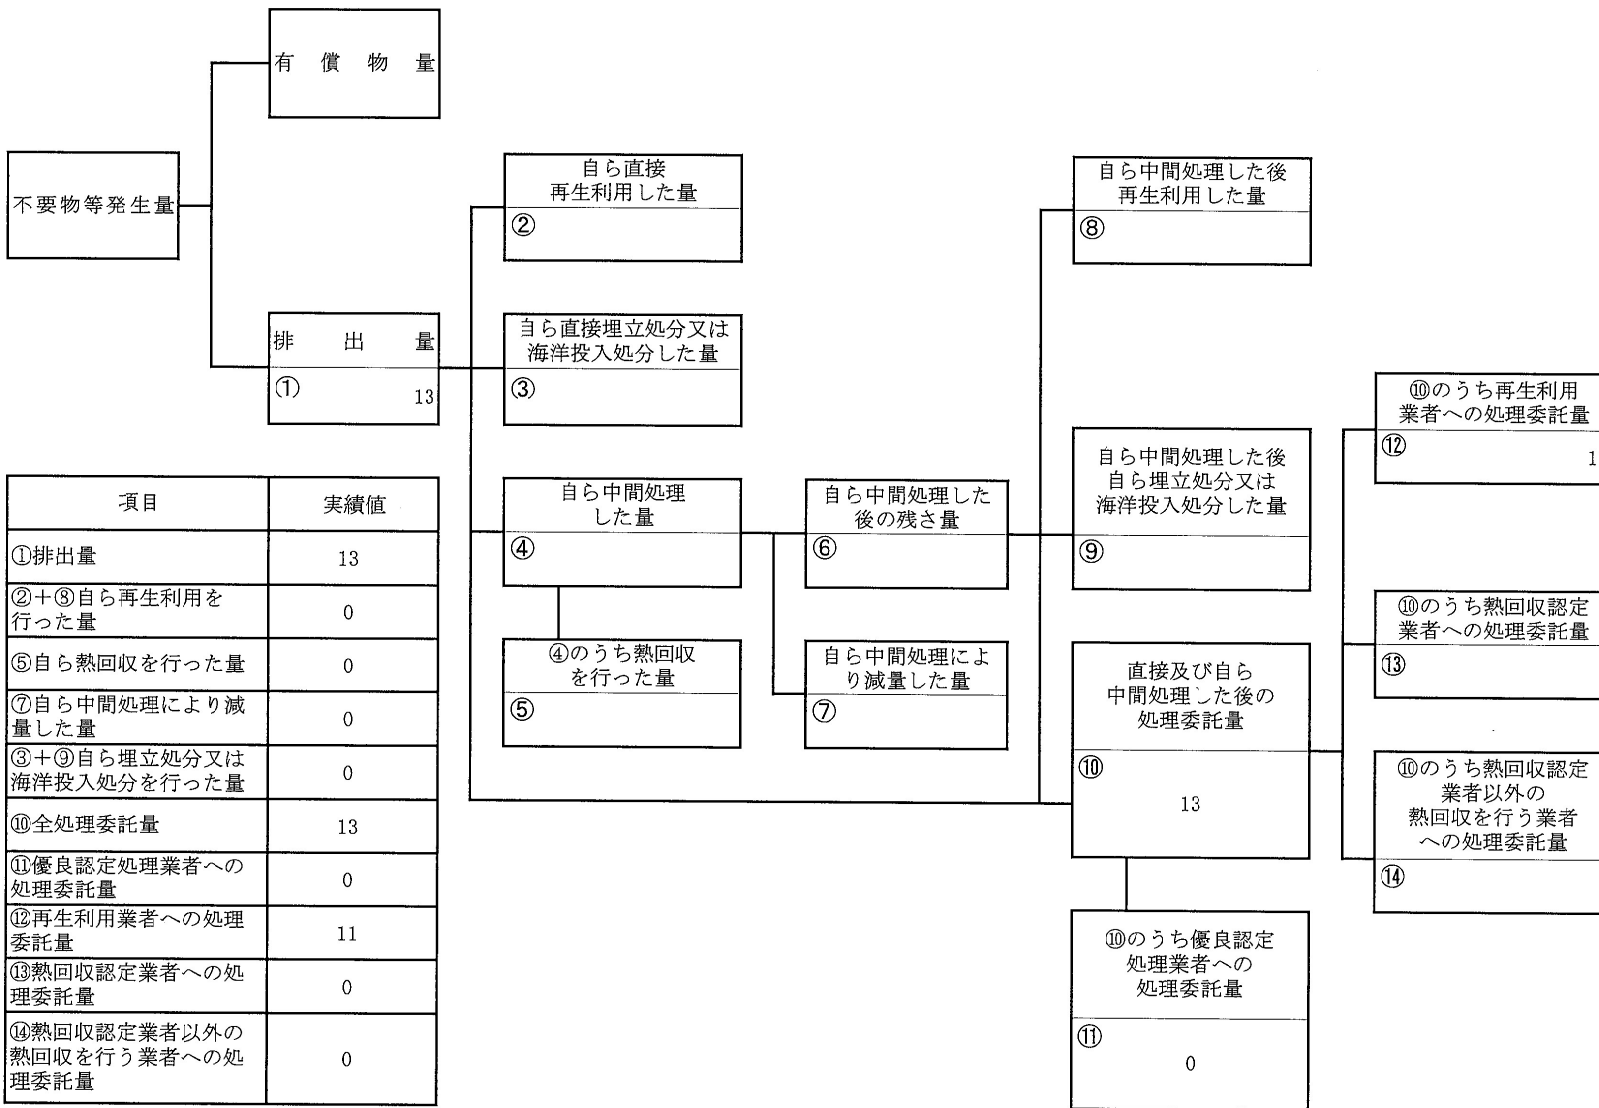 有償物量
不要物等発生量
排出量
①
13
自ら直接
再生利用した量
②
自ら直接埋立処分又は
海洋投入処分した量
③
自ら中間処理
した量
④
④のうち熱回収
を行った量
⑤
自ら中間処理した
後の残さ量
⑥
自ら中間処理によ
り減量した量
⑦
自ら中間処理した後
再生利用した量
⑧
自ら中間処理した後
自ら埋立処分又は
海洋投入処分した量
⑨
直接及び自ら
中間処理した後の
処理委託量
⑩
13
⑩のうち優良認定
処理業者への
処理委託量
⑪
0
⑩のうち再生利用
業者への処理委託量
⑫
1
⑩のうち熱回収認定
業者への処理委託量
⑬
⑩のうち熱回収認定
業者以外の
熱回収を行う業者
への処理委託量
⑭
項目 実績値
①排出量 13
②+⑧自ら再生利用を
行った量 0
⑤自ら熱回収を行った量 0
⑦自ら中間処理により減
量した量 0
③+⑨自ら埋立処分又は
海洋投入処分を行った量 0
⑩全処理委託量 13
⑪優良認定処理業者への
処理委託量 0
⑫再生利用業者への処理
委託量 11
⑬熱回収認定業者への処
理委託量 0
⑭熱回収認定業者以外の
熱回収を行う業者への処
理委託量 0